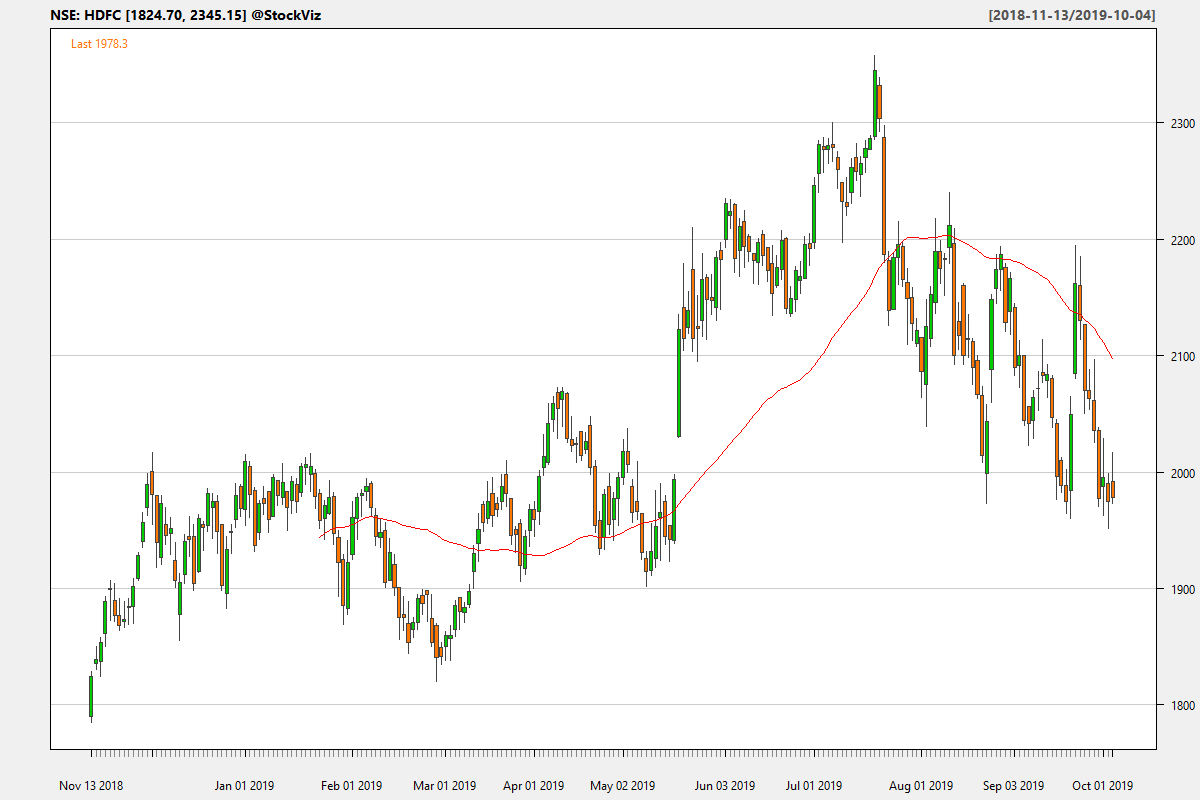 NSE: HDFC [1824.70, 2345.15] @StockViz
[2018-11-13/2019-10-04]
Last 1978.3
2300
2200
2100
2000
1900
1800
Nov 13 2018 Jan 01 2019 Feb 01 2019 Mar 01 2019 Apr 01 2019 May 02 2019 Jun 03 2019 Jul 01 2019 Aug 01 2019 Sep 03 2019 Oct 01 2019